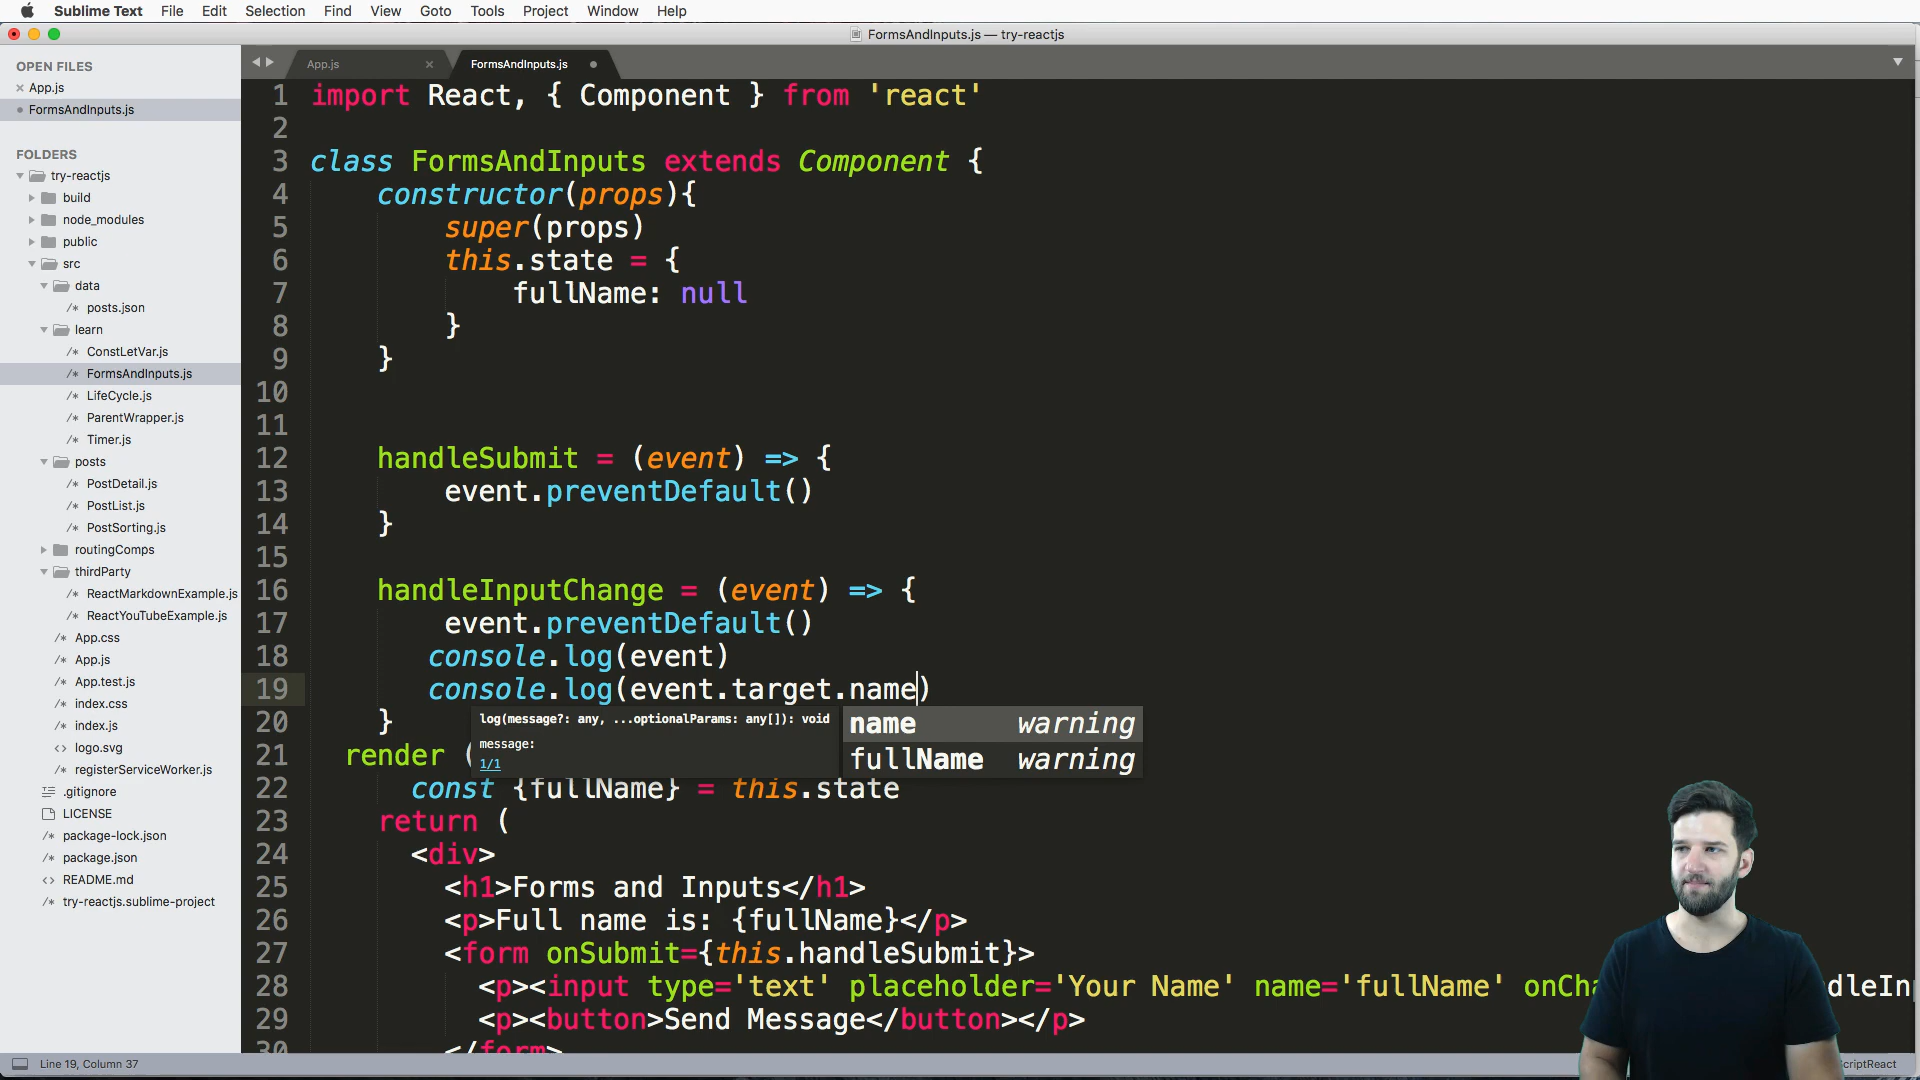 Sublime Text File Edit Selection Find View Goto Tools Project Window Help
FormsAndInputs.js — try-reactjs
OPEN FILES
App.js
FormsAndInputs.js
FOLDERS
try-reactjs
build
node_modules
public
src
data
/* posts.json
learn
/* ConstLetVar.js
/* FormsAndInputs.js
/* LifeCycle.js
/* ParentWrapper.js
/* Timer.js
posts
/* PostDetail.js
/* PostList.js
/* PostSorting.js
routingComps
thirdParty
/* ReactMarkdownExample.js
/* ReactYouTubeExample.js
/* App.css
/* App.js
/* App.test.js
/* index.css
/* index.js
<> logo.svg
/* registerServiceWorker.js
.gitignore
LICENSE
/* package-lock.json
/* package.json
<> README.md
/* try-reactjs.sublime-project
App.js
FormsAndInputs.js
1 import React, { Component } from 'react'
2
3 class FormsAndInputs extends Component {
4 constructor(props){
5 super(props)
6 this.state = {
7 fullName: null
8 }
9 }
10
11
12 handleSubmit = (event) => {
13 event.preventDefault()
14 }
15
16 handleInputChange = (event) => {
17 event.preventDefault()
18 console.log(event)
19 console.log(event.target.name)
20 }
log(message?: any, ...optionalParams: any[]): void
message:
1/1
name warning
fullName warning
21 render (
22 const {fullName} = this.state
23 return (
24 <div>
25 <h1>Forms and Inputs</h1>
26 <p>Full name is: {fullName}</p>
27 <form onSubmit={this.handleSubmit}>
28 <p><input type='text' placeholder='Your Name' name='fullName' onCha dleInp
29 <p><button>Send Message</button></p>
30 </form>
Line 19, Column 37
criptReact